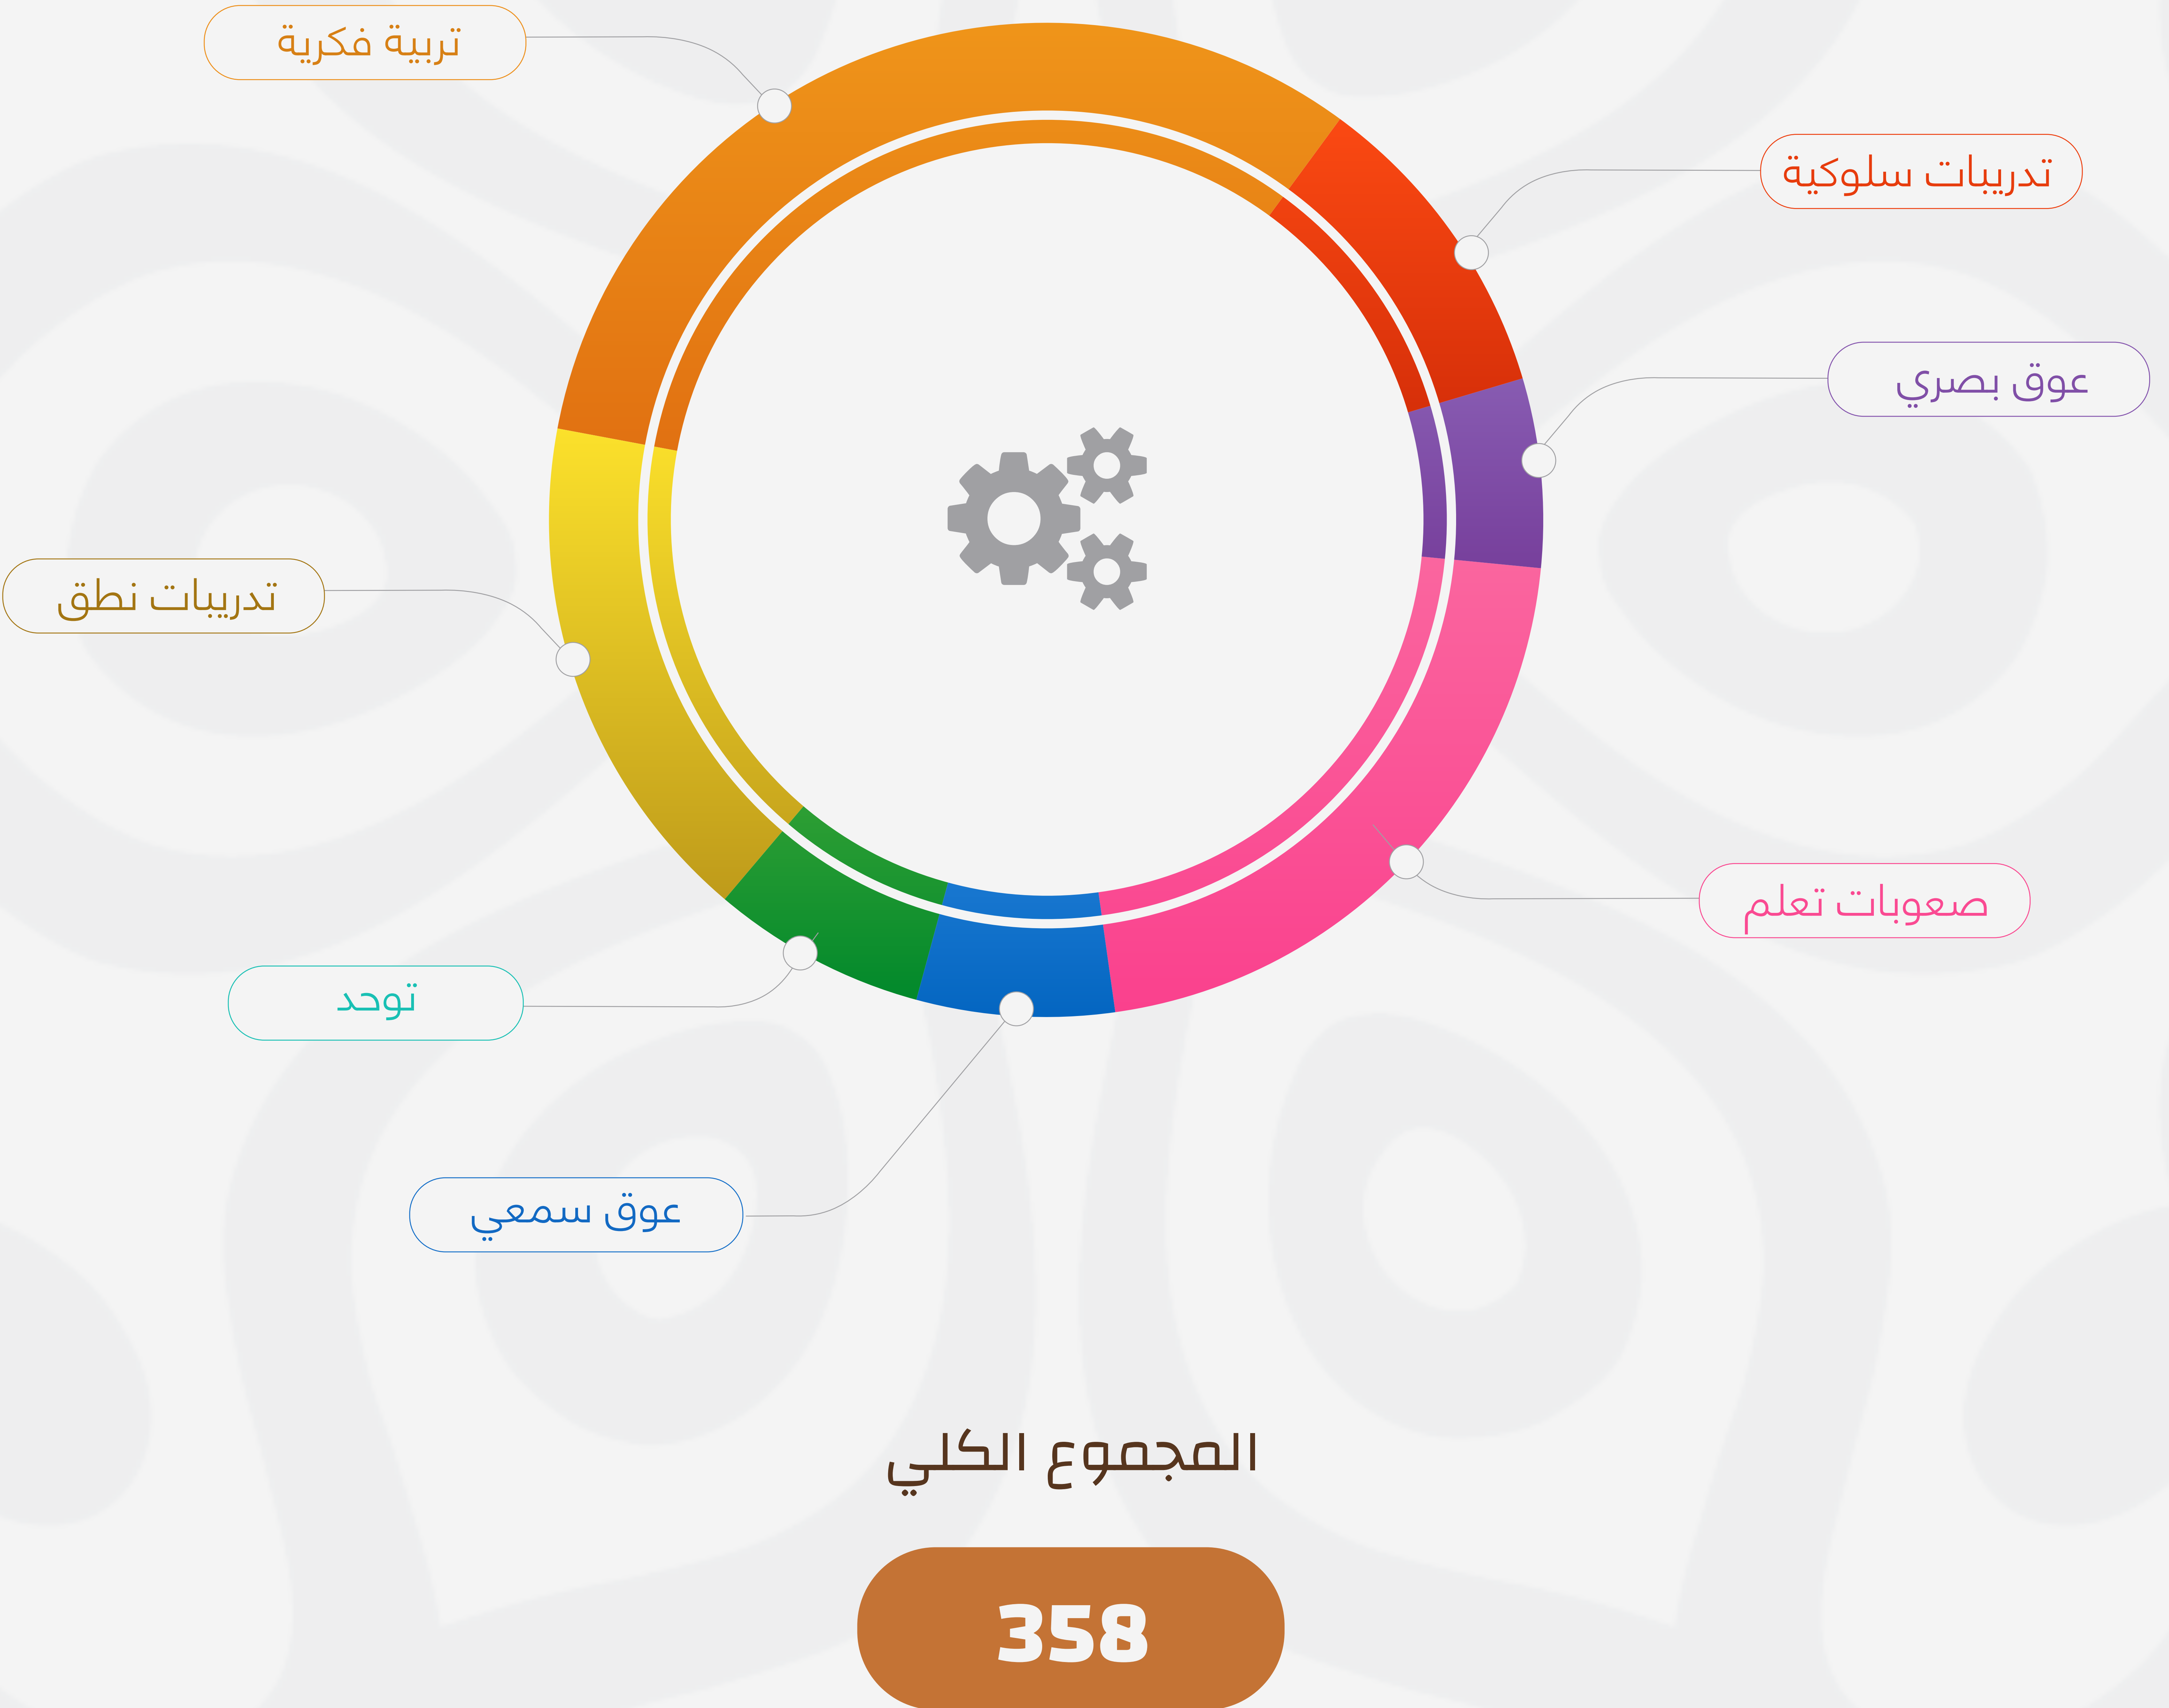 تربية فكرية
تدريبات سلوكية
عوق بصري
تدريبات نطق
صعوبات تعلم
توحد
عوق سمعي
المجموع الكلي
358